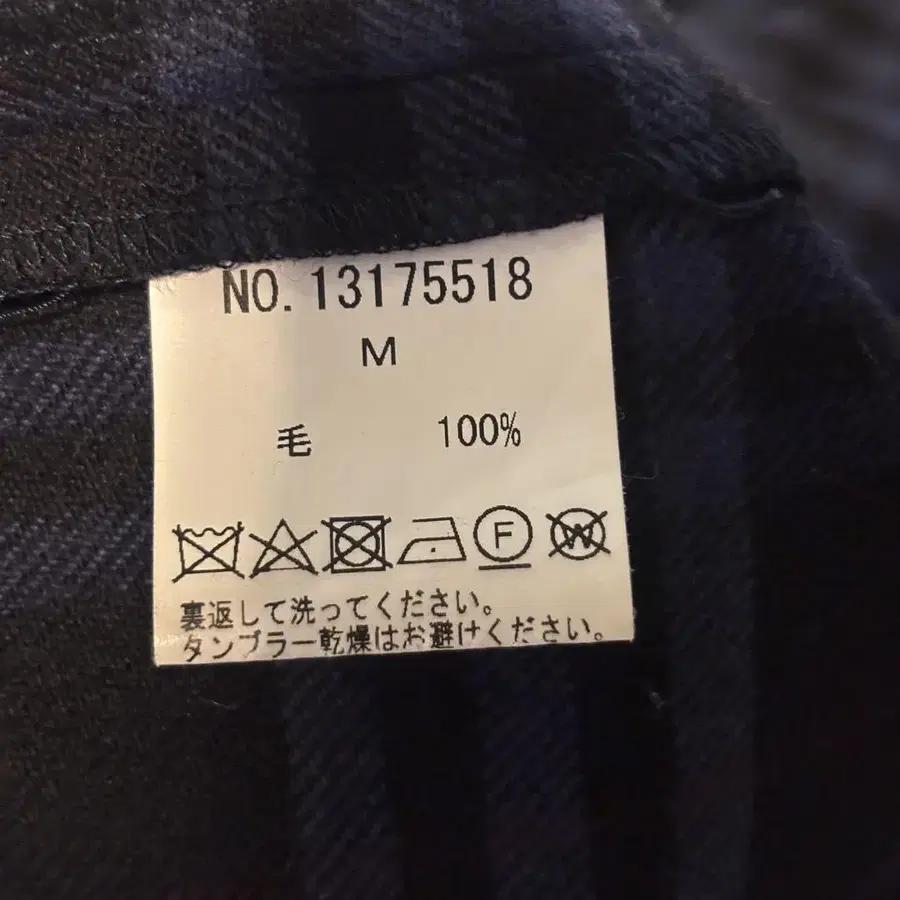 NO.13175518
M
毛 100%
F W
裏返して洗ってください。
タンブラー乾燥はお避けください。